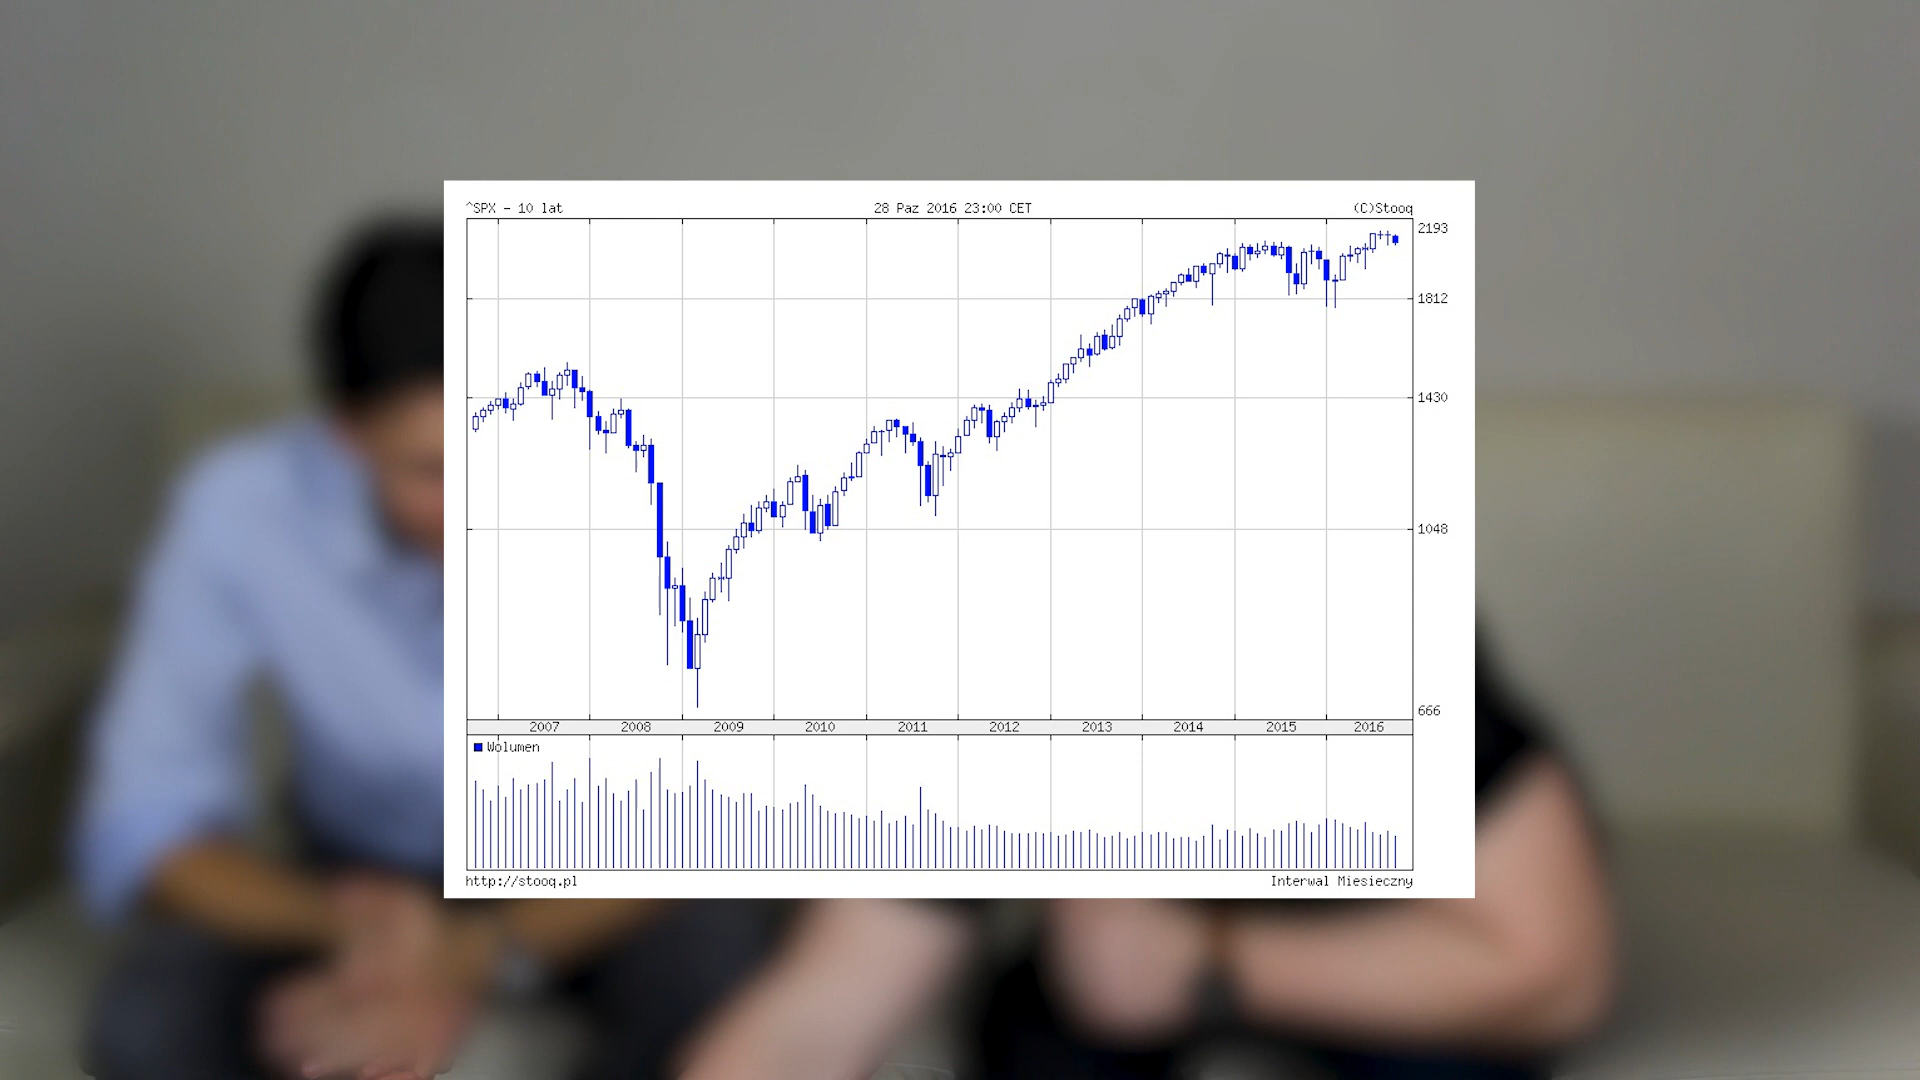 ^SPX - 10 lat 28 Paz 2016 23:00 CET (C)Stooq
2193
1812
1430
1048
666
2007 2008 2009 2010 2011 2012 2013 2014 2015 2016
Wolumen
http://stooq.pl Interwal Miesieczny